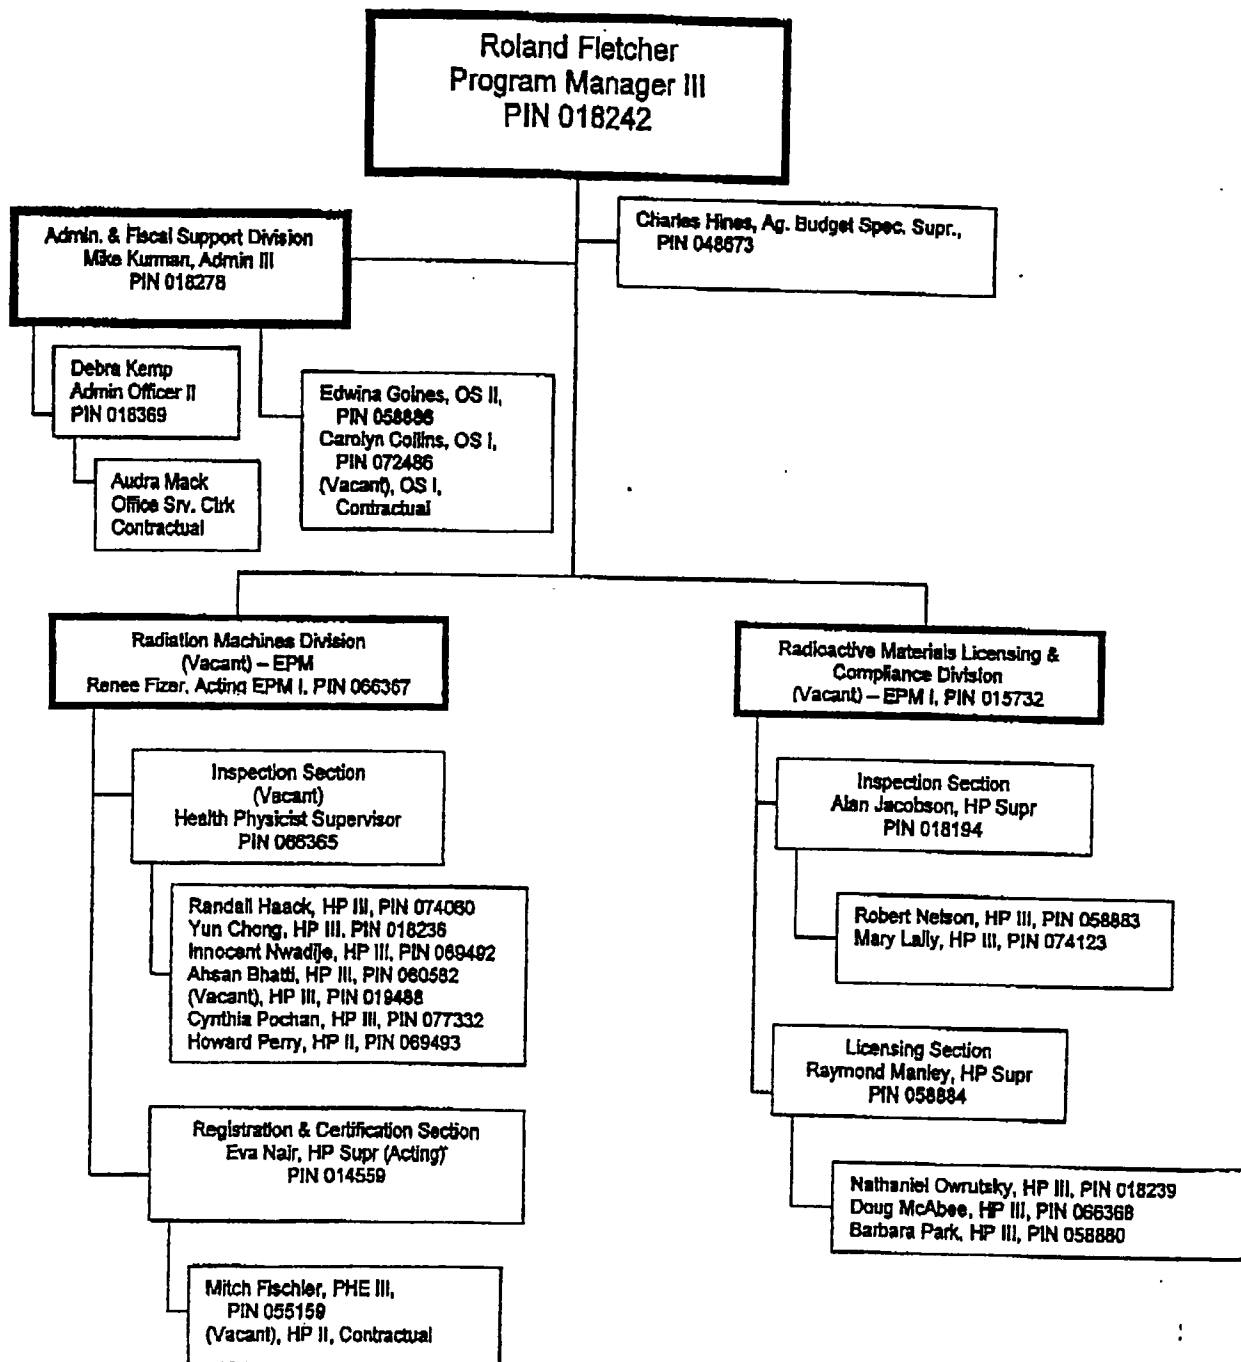 Roland Fletcher
Program Manager III
PIN 018242
Charles Hines, Ag. Budget Spec. Supr.,
PIN 048673
Admin. & Fiscal Support Division
Mike Kurman, Admin III
PIN 018278
Debra Kemp
Admin Officer II
PIN 018369
Audra Mack
Office Srv. Clrk
Contractual
Edwina Goines, OS II,
PIN 058886
Carolyn Collins, OS I,
PIN 072486
(Vacant), OS I,
Contractual
Radiation Machines Division
(Vacant) – EPM
Renee Fizer, Acting EPM I, PIN 066367
Inspection Section
(Vacant)
Health Physicist Supervisor
PIN 066365
Randall Haack, HP III, PIN 074060
Yun Chong, HP III, PIN 018236
Innocent Nwadije, HP III, PIN 069492
Ahsan Bhatti, HP III, PIN 060582
(Vacant), HP III, PIN 019488
Cynthia Pochan, HP III, PIN 077332
Howard Perry, HP II, PIN 069493
Registration & Certification Section
Eva Nair, HP Supr (Acting)
PIN 014559
Mitch Fischler, PHE III,
PIN 055159
(Vacant), HP II, Contractual
Radioactive Materials Licensing &
Compliance Division
(Vacant) – EPM I, PIN 015732
Inspection Section
Alan Jacobson, HP Supr
PIN 018194
Robert Nelson, HP III, PIN 058883
Mary Lally, HP III, PIN 074123
Licensing Section
Raymond Manley, HP Supr
PIN 058884
Nathaniel Owrutsky, HP III, PIN 018239
Doug McAbee, HP III, PIN 066368
Barbara Park, HP III, PIN 058880